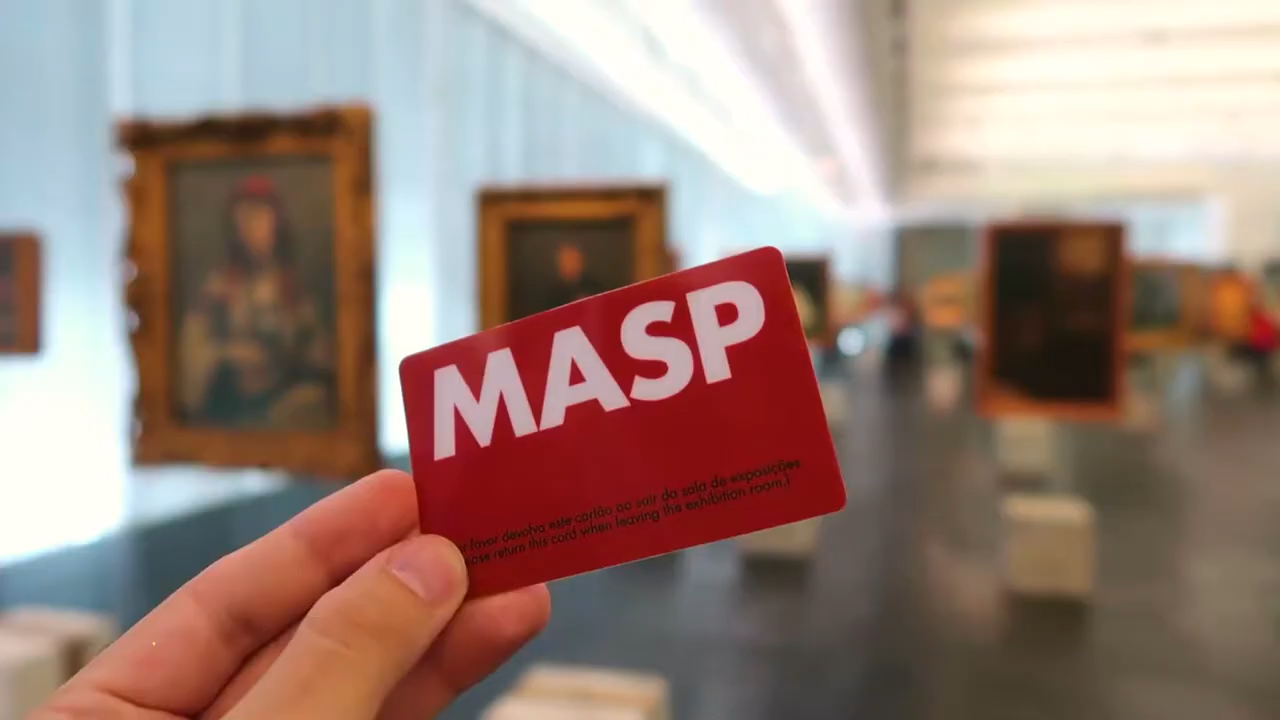 MASP
favor devolva este cartão ao sair da sala de exposições
return this card when leaving the exhibition room.)